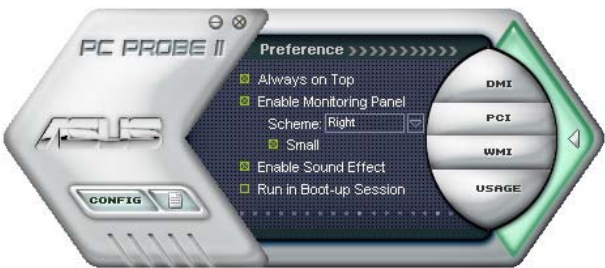 PC PROBE II
ASUS
CONFIG
Preference >>>>>>>>>>>
Always on Top
Enable Monitoring Panel
Scheme: Right
Small
Enable Sound Effect
Run in Boot-up Session
DMI
PCI
WMI
USAGE